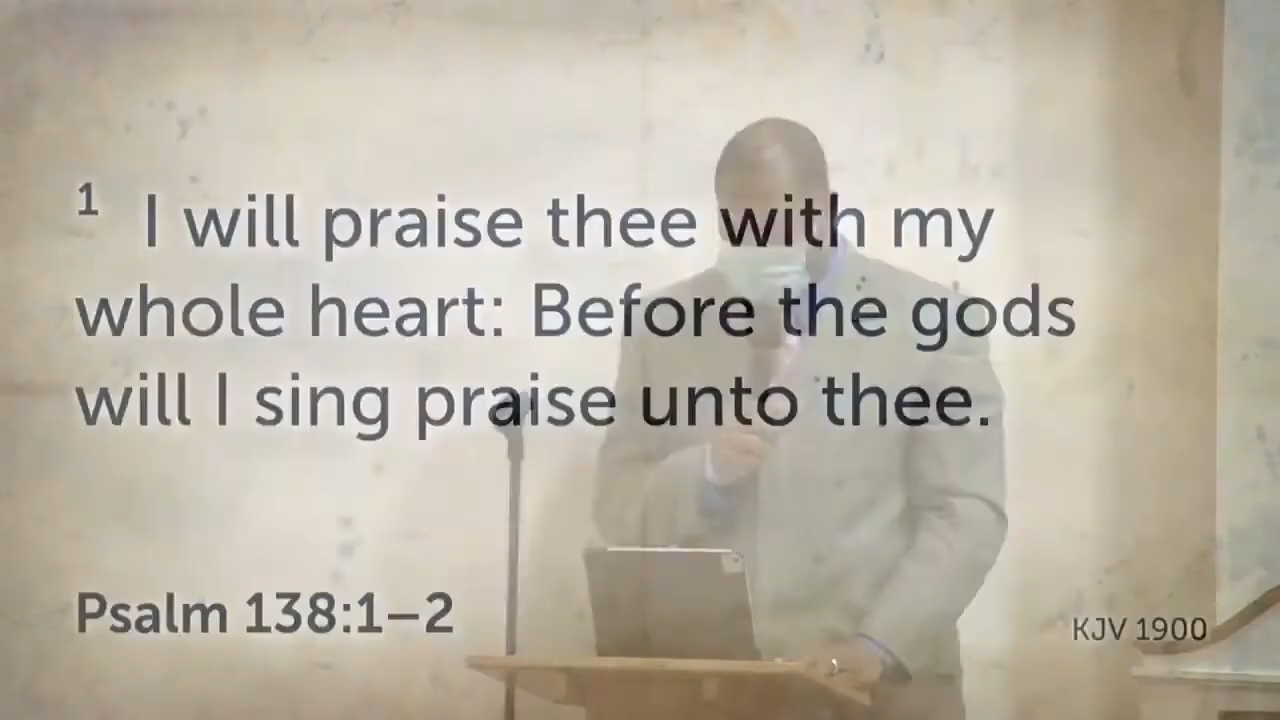 1 I will praise thee with my
whole heart: Before the gods
will I sing praise unto thee.
Psalm 138:1–2
KJV 1900